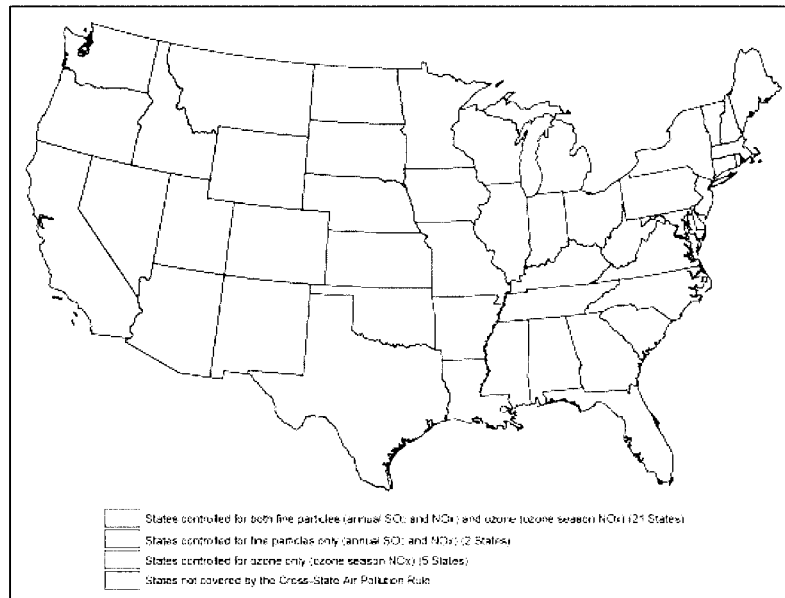 States controlled for both fine particles (annual SO₂ and NOx) and ozone (ozone season NOx) (21 States)
States controlled for fine particles only (annual SO₂ and NOx) (2 States)
States controlled for ozone only (ozone season NOx) (5 States)
States not covered by the Cross-State Air Pollution Rule